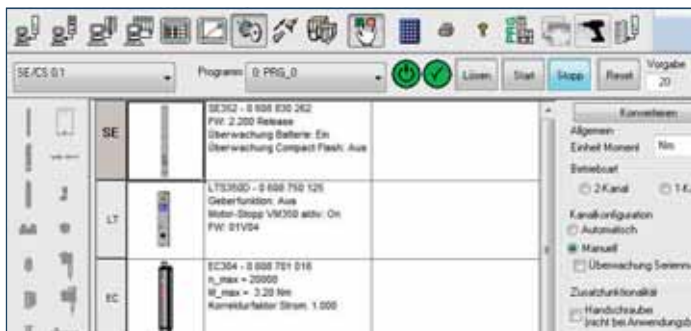 PRG
SE/CS 0.1
Programm
0: PRG_0
Lösen
Start
Stopp
Reset
Vorgabe
20
SE
SE352 - 0 608 830 262
FW: 2.200 Release
Überwachung Batterie: Ein
Überwachung Compact Flash: Aus
LT
LTS350D - 0 608 750 125
Geberfunktion: Aus
Motor-Stopp VM350 aktiv: On
FW: 01V04
EC
EC304 - 0 608 701 016
n_max = 20000
M_max = 3.20 Nm
Korrekturfaktor Strom: 1.000
Konvertieren
Allgemein
Einheit Moment
Nm
Betriebsart
2-Kanal
1-K
Kanalkonfiguration
Automatisch
Manuell
Überwachung Seriennu
Zusatzfunktionalität
Handschrauber
(nicht bei Anwendungsb